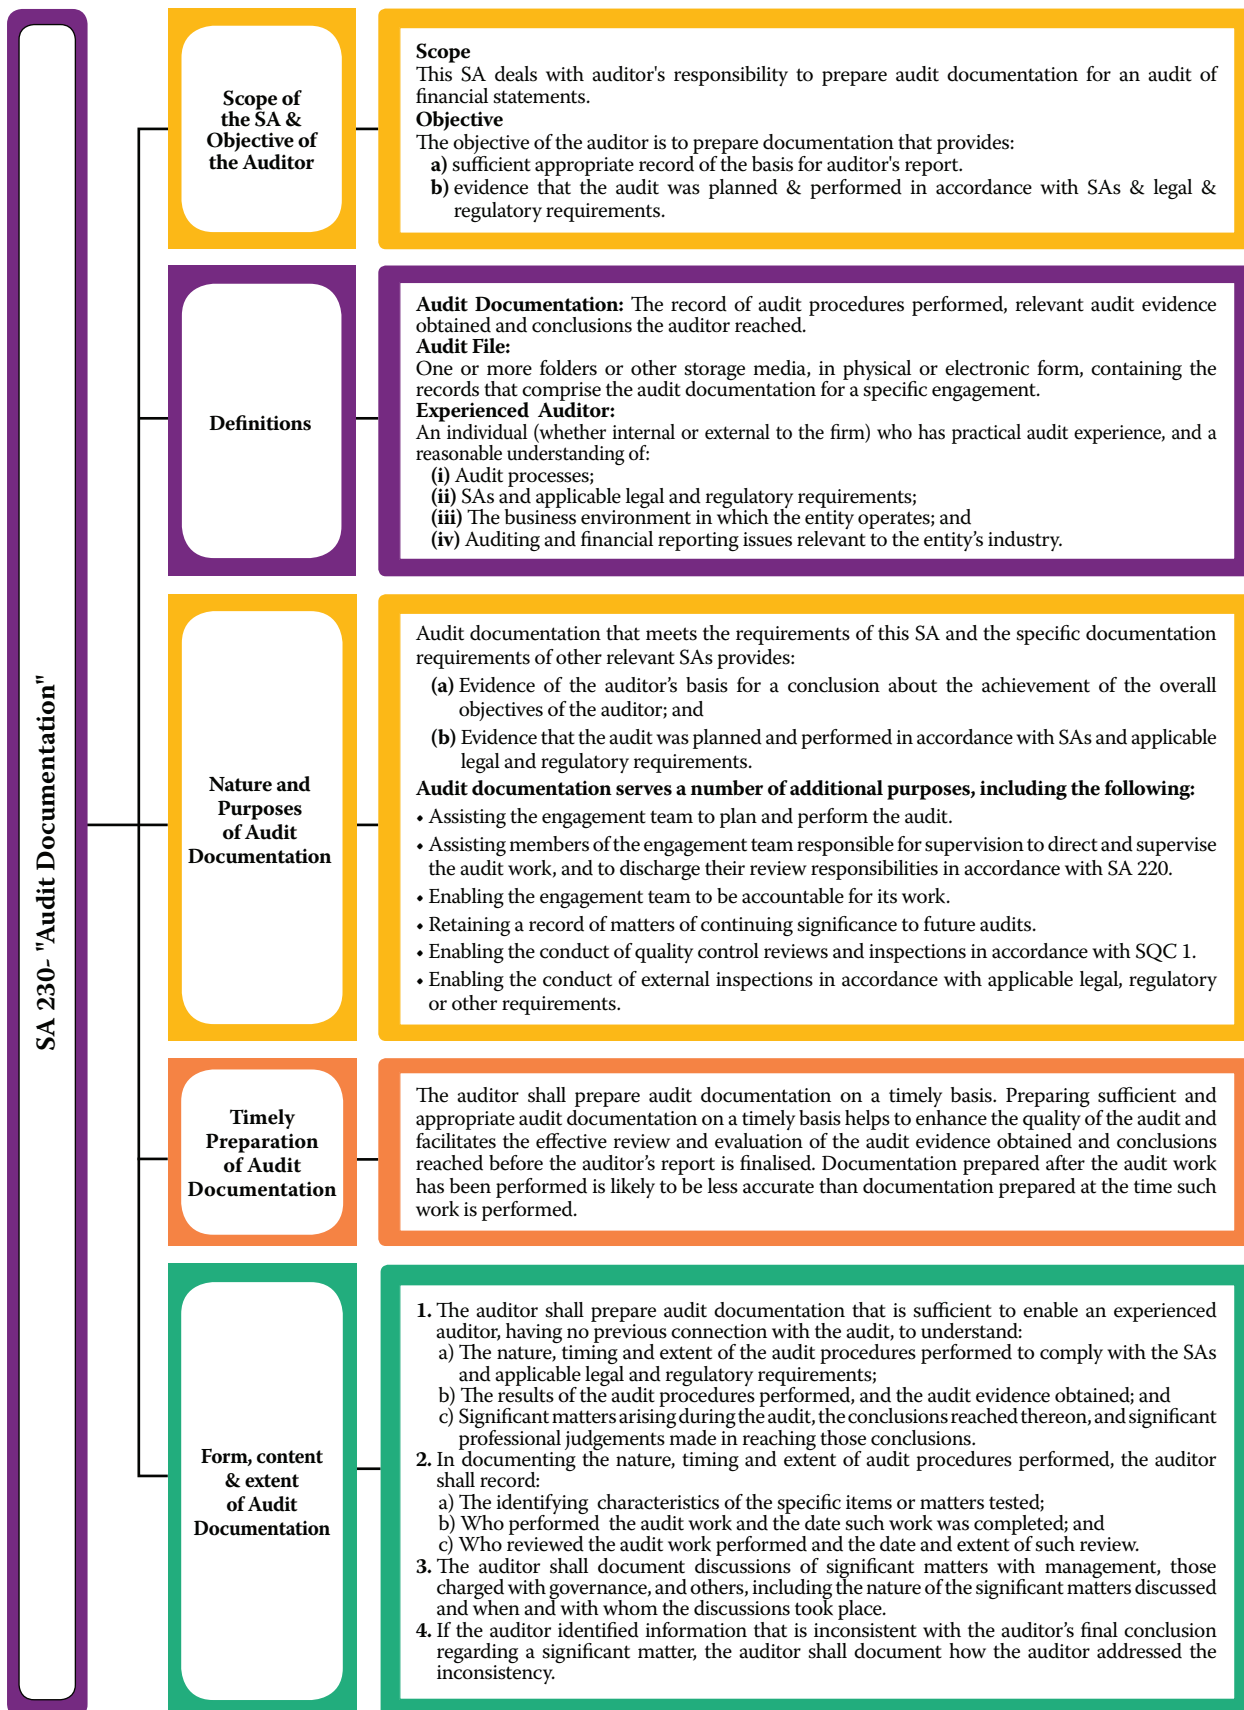 SA 230- "Audit Documentation"
Scope of
the SA &
Objective of
the Auditor
Scope
This SA deals with auditor's responsibility to prepare audit documentation for an audit of
financial statements.
Objective
The objective of the auditor is to prepare documentation that provides:
a) sufficient appropriate record of the basis for auditor's report.
b) evidence that the audit was planned & performed in accordance with SAs & legal &
regulatory requirements.
Definitions
Audit Documentation: The record of audit procedures performed, relevant audit evidence
obtained and conclusions the auditor reached.
Audit File:
One or more folders or other storage media, in physical or electronic form, containing the
records that comprise the audit documentation for a specific engagement.
Experienced Auditor:
An individual (whether internal or external to the firm) who has practical audit experience, and a
reasonable understanding of:
(i) Audit processes;
(ii) SAs and applicable legal and regulatory requirements;
(iii) The business environment in which the entity operates; and
(iv) Auditing and financial reporting issues relevant to the entity’s industry.
Nature and
Purposes
of Audit
Documentation
Audit documentation that meets the requirements of this SA and the specific documentation
requirements of other relevant SAs provides:
(a) Evidence of the auditor’s basis for a conclusion about the achievement of the overall
objectives of the auditor; and
(b) Evidence that the audit was planned and performed in accordance with SAs and applicable
legal and regulatory requirements.
Audit documentation serves a number of additional purposes, including the following:
• Assisting the engagement team to plan and perform the audit.
• Assisting members of the engagement team responsible for supervision to direct and supervise
the audit work, and to discharge their review responsibilities in accordance with SA 220.
• Enabling the engagement team to be accountable for its work.
• Retaining a record of matters of continuing significance to future audits.
• Enabling the conduct of quality control reviews and inspections in accordance with SQC 1.
• Enabling the conduct of external inspections in accordance with applicable legal, regulatory
or other requirements.
Timely
Preparation
of Audit
Documentation
The auditor shall prepare audit documentation on a timely basis. Preparing sufficient and
appropriate audit documentation on a timely basis helps to enhance the quality of the audit and
facilitates the effective review and evaluation of the audit evidence obtained and conclusions
reached before the auditor’s report is finalised. Documentation prepared after the audit work
has been performed is likely to be less accurate than documentation prepared at the time such
work is performed.
Form, content
& extent
of Audit
Documentation
1. The auditor shall prepare audit documentation that is sufficient to enable an experienced
auditor, having no previous connection with the audit, to understand:
a) The nature, timing and extent of the audit procedures performed to comply with the SAs
and applicable legal and regulatory requirements;
b) The results of the audit procedures performed, and the audit evidence obtained; and
c) Significant matters arising during the audit, the conclusions reached thereon, and significant
professional judgements made in reaching those conclusions.
2. In documenting the nature, timing and extent of audit procedures performed, the auditor
shall record:
a) The identifying characteristics of the specific items or matters tested;
b) Who performed the audit work and the date such work was completed; and
c) Who reviewed the audit work performed and the date and extent of such review.
3. The auditor shall document discussions of significant matters with management, those
charged with governance, and others, including the nature of the significant matters discussed
and when and with whom the discussions took place.
4. If the auditor identified information that is inconsistent with the auditor’s final conclusion
regarding a significant matter, the auditor shall document how the auditor addressed the
inconsistency.